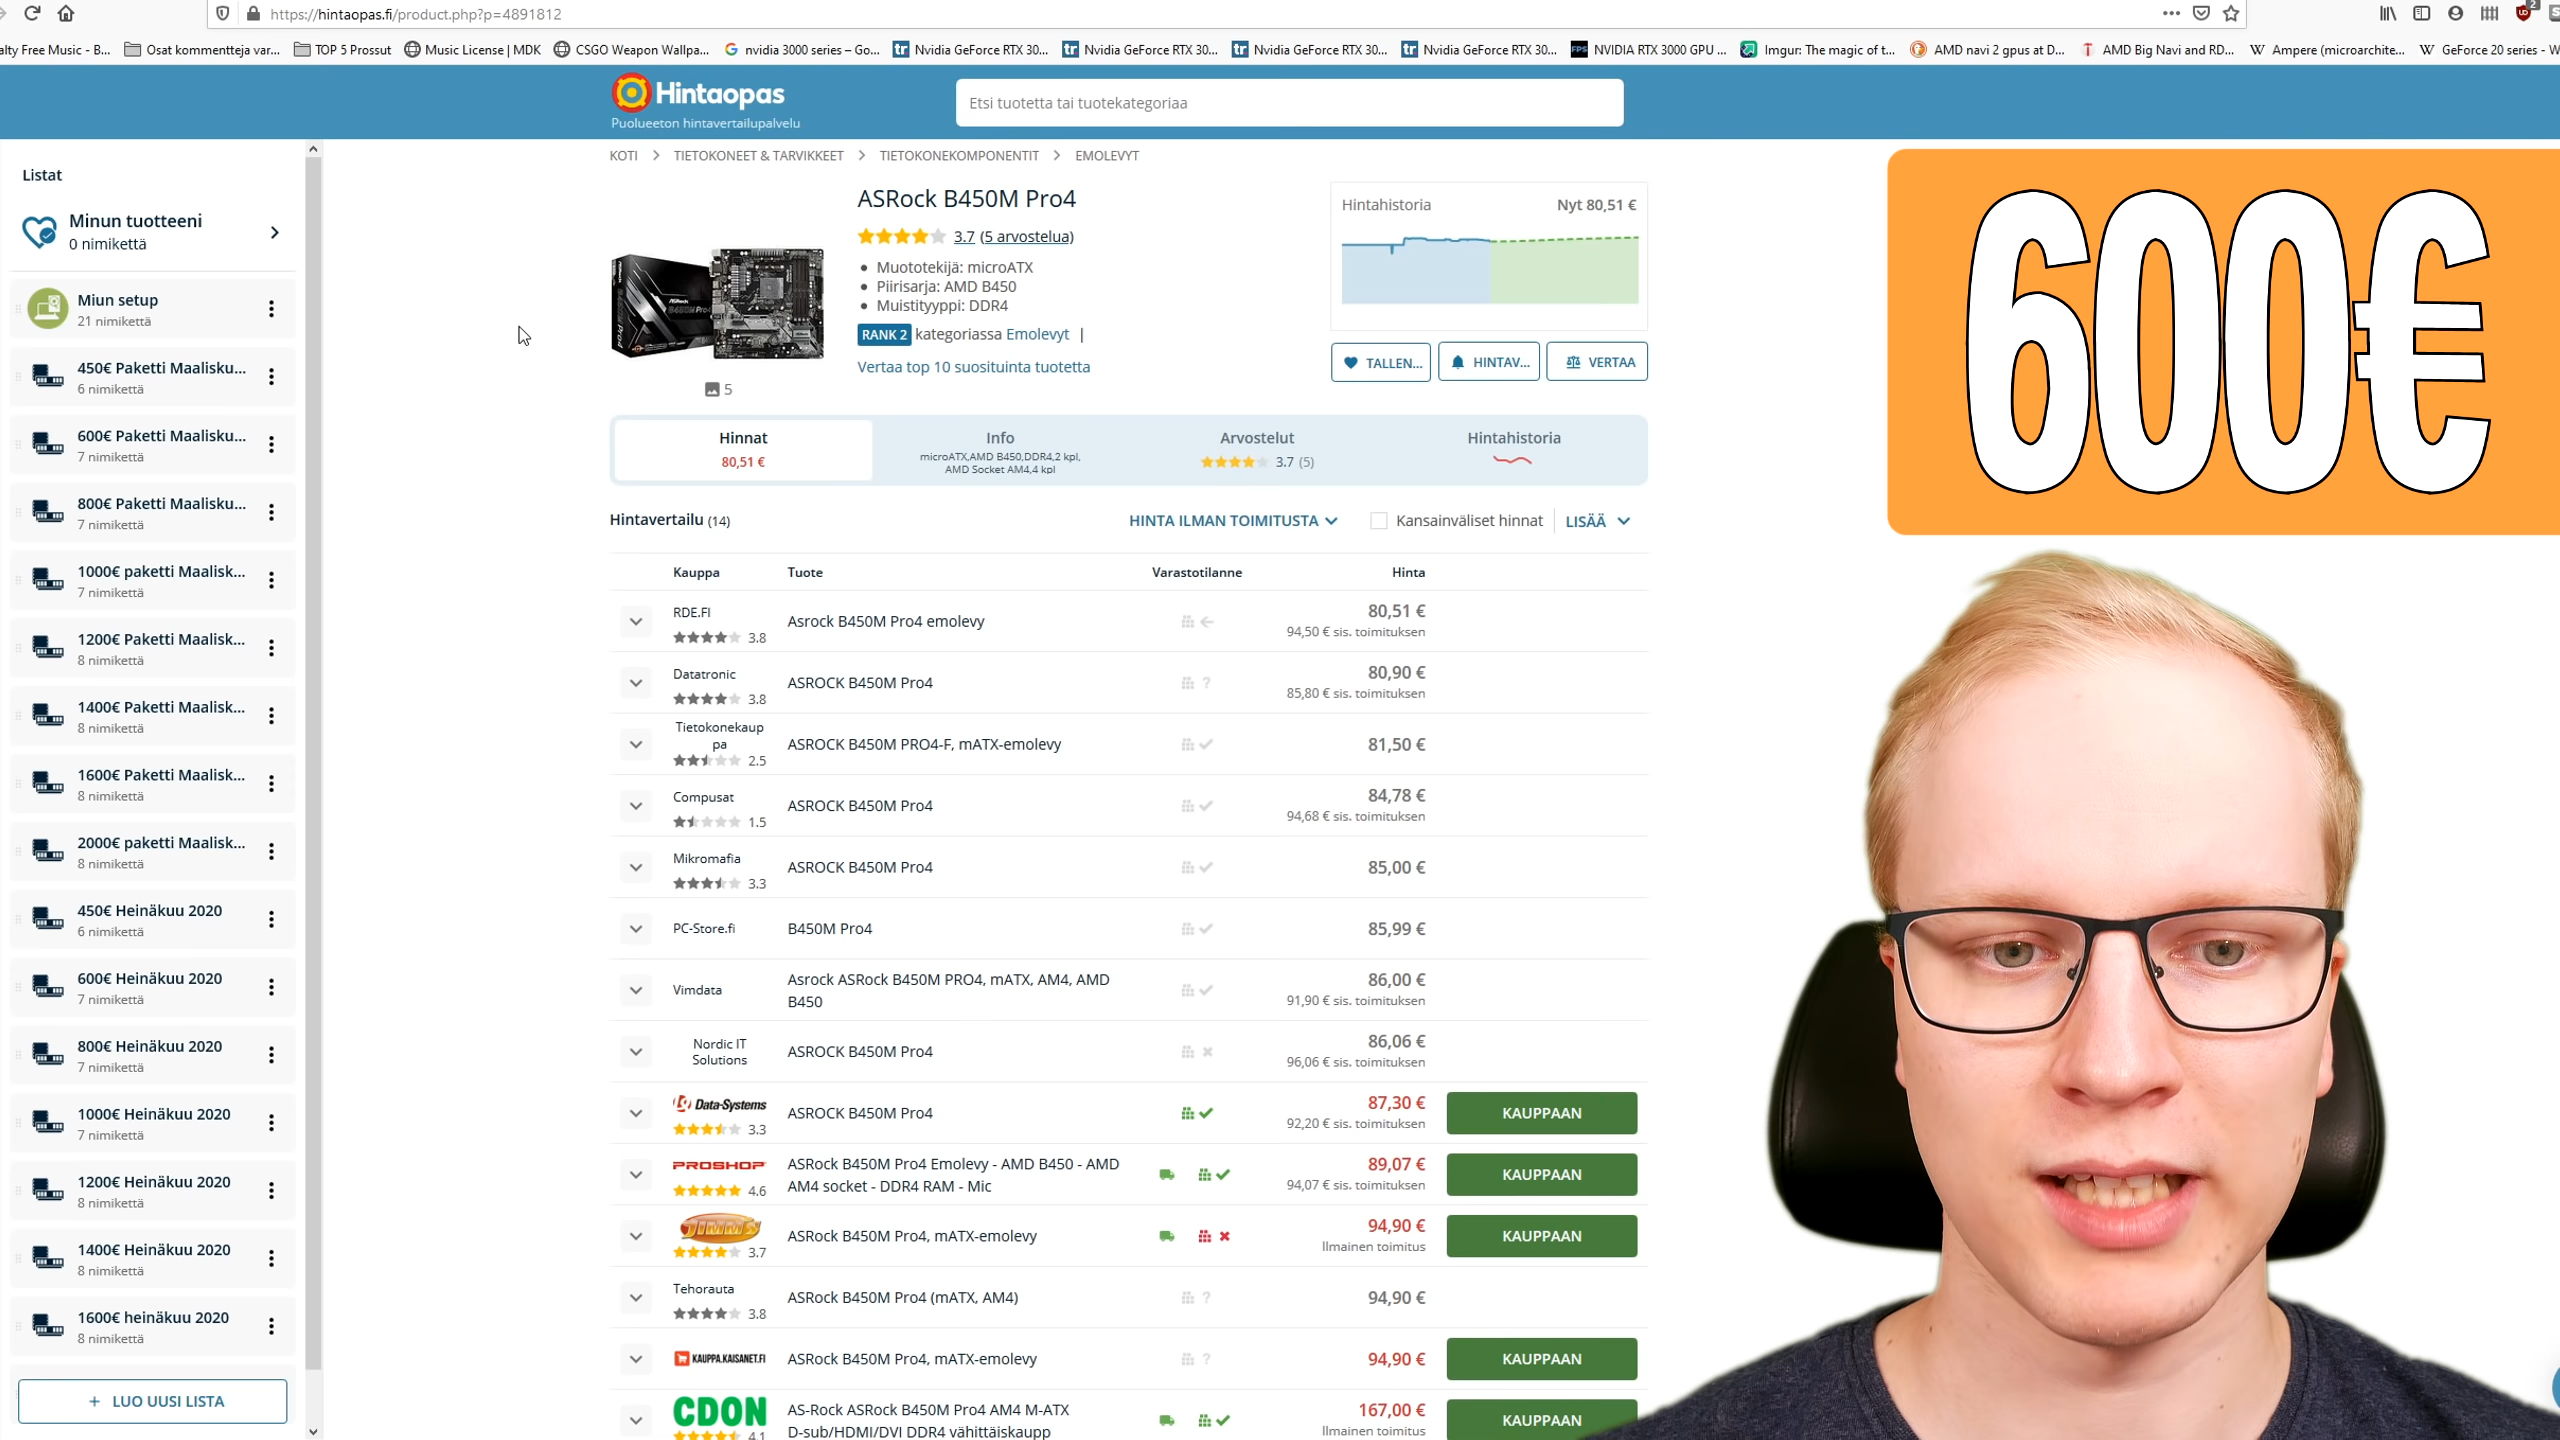 https://hintaopas.fi/product.php?p=4891812
alty Free Music - B...
Osat kommentteja var...
TOP 5 Prossut
Music License | MDK
CSGO Weapon Wallpa...
nvidia 3000 series – Go...
Nvidia GeForce RTX 30...
Nvidia GeForce RTX 30...
Nvidia GeForce RTX 30...
Nvidia GeForce RTX 30...
NVIDIA RTX 3000 GPU ...
Imgur: The magic of t...
AMD navi 2 gpus at D...
AMD Big Navi and RD...
Ampere (microarchite...
GeForce 20 series - W
Hintaopas
Puolueeton hintavertailupalvelu
Etsi tuotetta tai tuotekategoriaa
Listat
Minun tuotteeni
0 nimikettä
Miun setup
21 nimikettä
450€ Paketti Maalisku...
6 nimikettä
600€ Paketti Maalisku...
7 nimikettä
800€ Paketti Maalisku...
7 nimikettä
1000€ paketti Maalisk...
7 nimikettä
1200€ Paketti Maalisk...
8 nimikettä
1400€ Paketti Maalisk...
8 nimikettä
1600€ Paketti Maalisk...
8 nimikettä
2000€ paketti Maalisk...
8 nimikettä
450€ Heinäkuu 2020
6 nimikettä
600€ Heinäkuu 2020
7 nimikettä
800€ Heinäkuu 2020
7 nimikettä
1000€ Heinäkuu 2020
7 nimikettä
1200€ Heinäkuu 2020
8 nimikettä
1400€ Heinäkuu 2020
8 nimikettä
1600€ heinäkuu 2020
8 nimikettä
+ LUO UUSI LISTA
KOTI > TIETOKONEET & TARVIKKEET > TIETOKONEKOMPONENTIT > EMOLEVYT
ASRock B450M Pro4
3.7 (5 arvostelua)
Muototekijä: microATX
Piirisarja: AMD B450
Muistityyppi: DDR4
RANK 2 kategoriassa Emolevyt |
Vertaa top 10 suosituinta tuotetta
5
Hintahistoria Nyt 80,51 €
TALLEN...
HINTAV...
VERTAA
Hinnat
80,51 €
Info
microATX,AMD B450,DDR4,2 kpl,
AMD Socket AM4,4 kpl
Arvostelut
3.7 (5)
Hintahistoria
Hintavertailu (14)
HINTA ILMAN TOIMITUSTA
Kansainväliset hinnat
LISÄÄ
Kauppa Tuote Varastotilanne Hinta
RDE.FI
3.8
Asrock B450M Pro4 emolevy
80,51 €
94,50 € sis. toimituksen
Datatronic
3.8
ASROCK B450M Pro4
?
80,90 €
85,80 € sis. toimituksen
Tietokonekaup
pa
2.5
ASROCK B450M PRO4-F, mATX-emolevy
81,50 €
Compusat
1.5
ASROCK B450M Pro4
84,78 €
94,68 € sis. toimituksen
Mikromafia
3.3
ASROCK B450M Pro4
85,00 €
PC-Store.fi
B450M Pro4
85,99 €
Vimdata
Asrock ASRock B450M PRO4, mATX, AM4, AMD
B450
86,00 €
91,90 € sis. toimituksen
Nordic IT
Solutions
ASROCK B450M Pro4
86,06 €
96,06 € sis. toimituksen
Data-Systems
3.3
ASROCK B450M Pro4
87,30 €
92,20 € sis. toimituksen
KAUPPAAN
PROSHOP
4.6
ASRock B450M Pro4 Emolevy - AMD B450 - AMD
AM4 socket - DDR4 RAM - Mic
89,07 €
94,07 € sis. toimituksen
KAUPPAAN
JIMM'S
3.7
ASRock B450M Pro4, mATX-emolevy
94,90 €
Ilmainen toimitus
KAUPPAAN
Tehorauta
3.8
ASRock B450M Pro4 (mATX, AM4)
?
94,90 €
KAUPPA.KAISANET.FI
ASRock B450M Pro4, mATX-emolevy
?
94,90 €
KAUPPAAN
CDON
4.1
AS-Rock ASRock B450M Pro4 AM4 M-ATX
D-sub/HDMI/DVI DDR4 vähittäiskaupp
167,00 €
Ilmainen toimitus
KAUPPAAN
600€